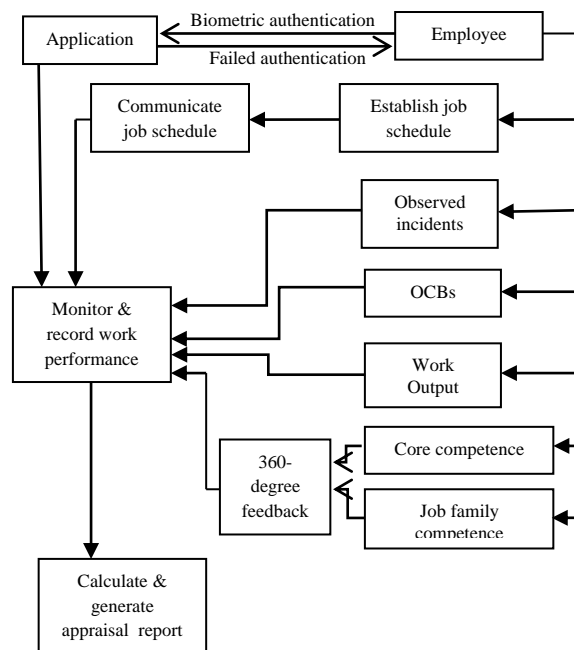 Biometric authentication
Application
Employee
Failed authentication
Communicate
job schedule
Establish job
schedule
Observed
incidents
OCBs
Monitor &
record work
performance
Work
Output
Core competence
360-
degree
feedback
Job family
competence
Calculate &
generate
appraisal report